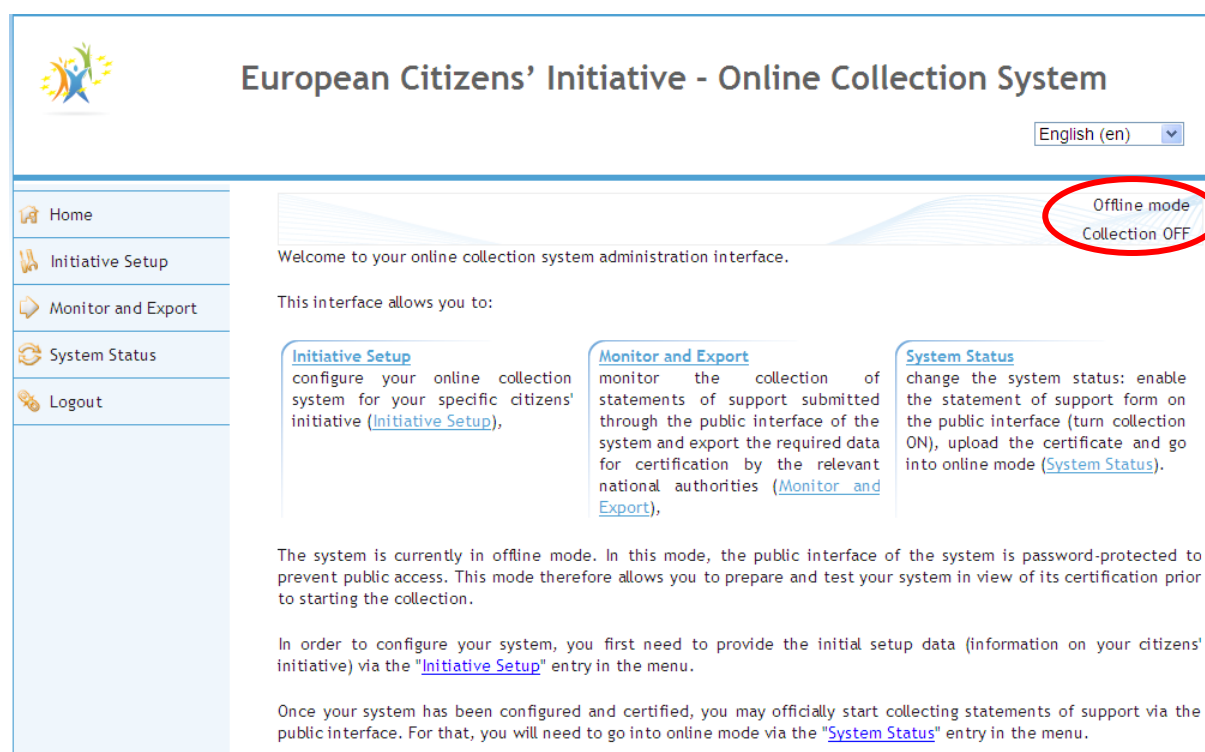 European Citizens' Initiative - Online Collection System
English (en)
Home
Initiative Setup
Monitor and Export
System Status
Logout
Offline mode
Collection OFF
Welcome to your online collection system administration interface.
This interface allows you to:
Initiative Setup
configure your online collection
system for your specific citizens'
initiative (Initiative Setup),
Monitor and Export
monitor the collection of
statements of support submitted
through the public interface of the
system and export the required data
for certification by the relevant
national authorities (Monitor and
Export),
System Status
change the system status: enable
the statement of support form on
the public interface (turn collection
ON), upload the certificate and go
into online mode (System Status).
The system is currently in offline mode. In this mode, the public interface of the system is password-protected to
prevent public access. This mode therefore allows you to prepare and test your system in view of its certification prior
to starting the collection.
In order to configure your system, you first need to provide the initial setup data (information on your citizens'
initiative) via the "Initiative Setup" entry in the menu.
Once your system has been configured and certified, you may officially start collecting statements of support via the
public interface. For that, you will need to go into online mode via the "System Status" entry in the menu.